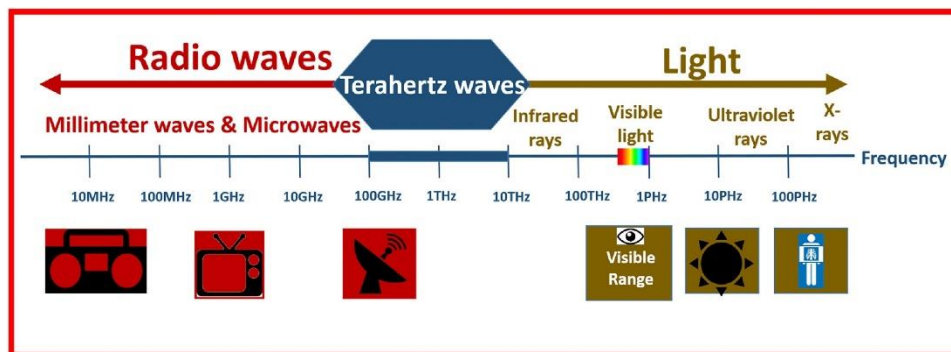 Radio waves
Terahertz waves
Light
Millimeter waves & Microwaves
Infrared
rays
Visible
light
Ultraviolet
rays
X-
rays
Frequency
10MHz
100MHz
1GHz
10GHz
100GHz
1THz
10THz
100THz
1PHz
10PHz
100PHz
Visible
Range